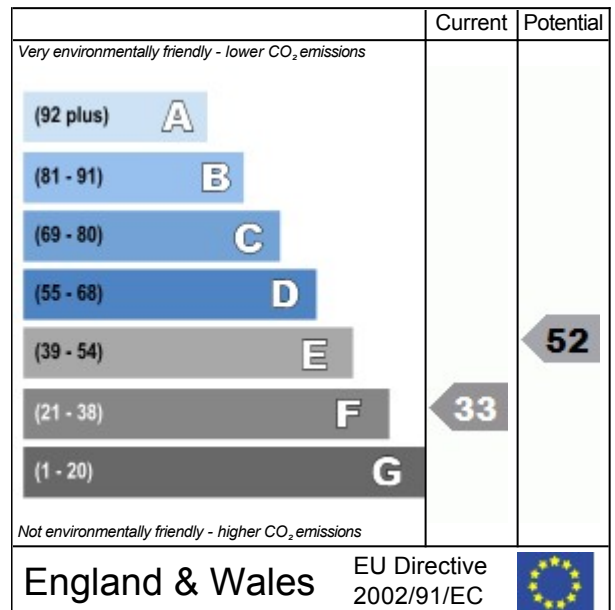 Current Potential
Very environmentally friendly - lower CO₂ emissions
(92 plus) A
(81 - 91) B
(69 - 80) C
(55 - 68) D
(39 - 54) E
52
(21 - 38) F
33
(1 - 20) G
Not environmentally friendly - higher CO₂ emissions
England & Wales
EU Directive
2002/91/EC